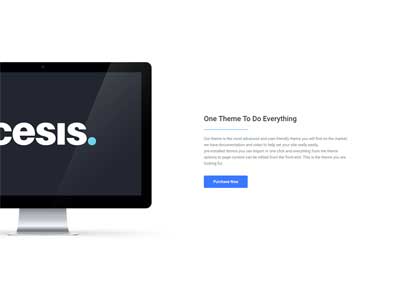 cesis.
One Theme To Do Everything
Our theme is the most advanced and user-friendly theme you will find on the market,
we have documentation and video to help set your site really easily,
pre-installed demos you can import in one click and everything from the theme
options to page content can be edited from the front-end. This is the theme you are
looking for.
Purchase Now